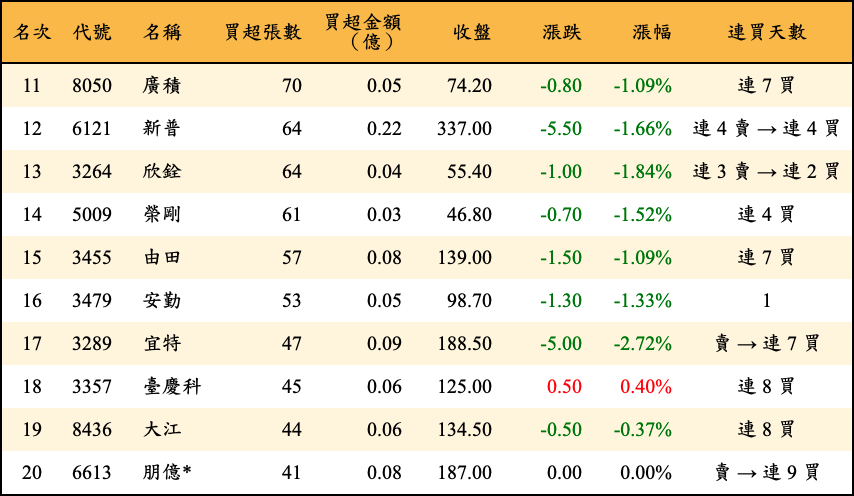 名次 代號 名稱 買超張數 買超金額（億） 收盤 漲跌 漲幅 連買天數
11 8050 廣積 70 0.05 74.20 -0.80 -1.09% 連 7 買
12 6121 新普 64 0.22 337.00 -5.50 -1.66% 連 4 賣 → 連 4 買
13 3264 欣銓 64 0.04 55.40 -1.00 -1.84% 連 3 賣 → 連 2 買
14 5009 榮剛 61 0.03 46.80 -0.70 -1.52% 連 4 買
15 3455 由田 57 0.08 139.00 -1.50 -1.09% 連 7 買
16 3479 安勤 53 0.05 98.70 -1.30 -1.33% 1
17 3289 宜特 47 0.09 188.50 -5.00 -2.72% 賣 → 連 7 買
18 3357 臺慶科 45 0.06 125.00 0.50 0.40% 連 8 買
19 8436 大江 44 0.06 134.50 -0.50 -0.37% 連 8 買
20 6613 朋億* 41 0.08 187.00 0.00 0.00% 賣 → 連 9 買